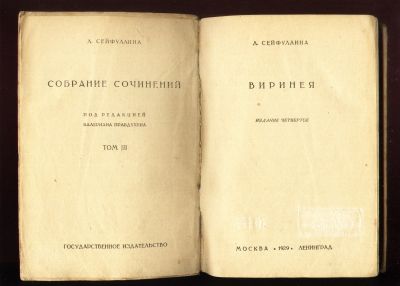 Л. СЕЙФУЛЛИНА
СОБРАНИЕ СОЧИНЕНИЙ
ПОД РЕДАКЦИЕЙ
ВАЛЕРИАНА ПРАВДУХИНА
ТОМ III
ГОСУДАРСТВЕННОЕ ИЗДАТЕЛЬСТВО
Л. СЕЙФУЛЛИНА
ВИРИНЕЯ
ИЗДАНИЕ ЧЕТВЕРТОЕ
МОСКВА • 1929 • ЛЕНИНГРАД